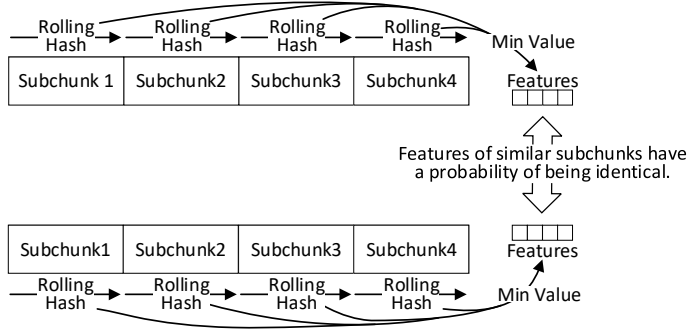 Rolling Hash Rolling Hash Rolling Hash Rolling Hash Min Value
Subchunk 1 Subchunk2 Subchunk3 Subchunk4 Features
Features of similar subchunks have
a probability of being identical.
Subchunk1 Subchunk2 Subchunk3 Subchunk4 Features
Rolling Hash Rolling Hash Rolling Hash Rolling Hash Min Value